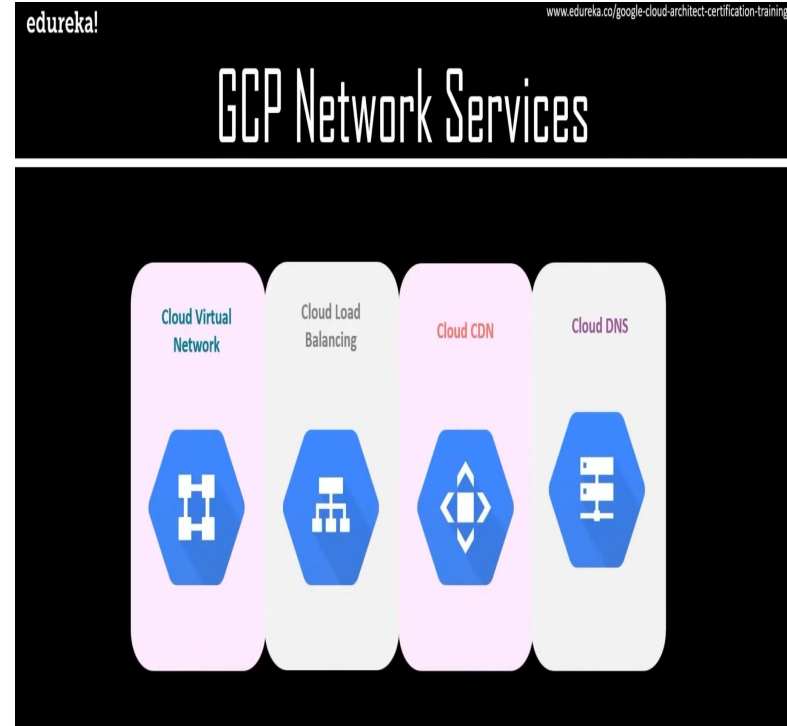 edureka!
www.edureka.co/google-cloud-architect-certification-training
GCP Network Services
Cloud Virtual
Network
Cloud Load
Balancing
Cloud CDN
Cloud DNS